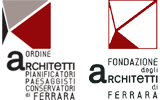 ORDINE
ARCHITETTI
PIANIFICATORI
PAESAGGISTI
CONSERVATORI
di FERRARA
FONDAZIONE
degli
ARCHITETTI
di
FERRARA